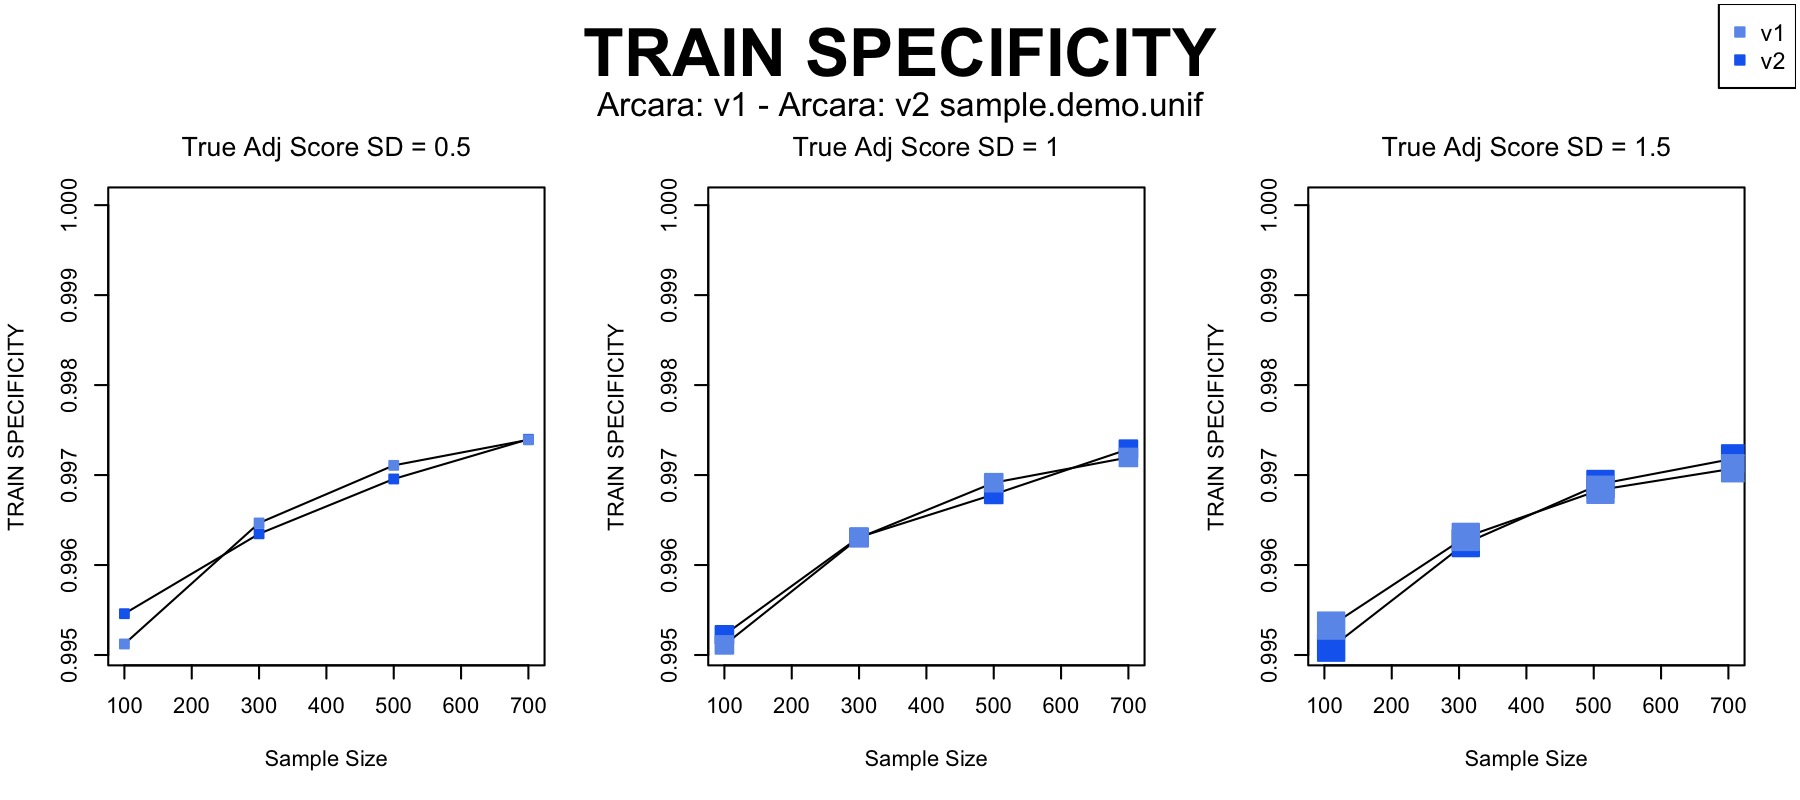 TRAIN SPECIFICITY
Arcara: v1 - Arcara: v2 sample.demo.unif
v1
v2
True Adj Score SD = 0.5
TRAIN SPECIFICITY
1.000
0.999
0.998
0.997
0.996
0.995
100 200 300 400 500 600 700
Sample Size
True Adj Score SD = 1
TRAIN SPECIFICITY
1.000
0.999
0.998
0.997
0.996
0.995
100 200 300 400 500 600 700
Sample Size
True Adj Score SD = 1.5
TRAIN SPECIFICITY
1.000
0.999
0.998
0.997
0.996
0.995
100 200 300 400 500 600 700
Sample Size